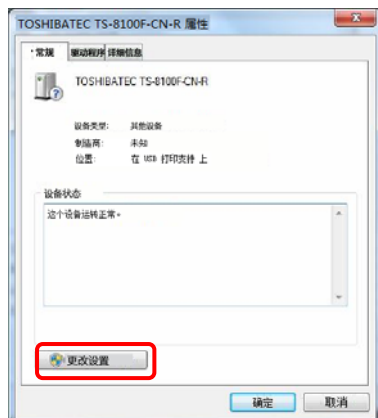 TOSHIBATEC TS-8100F-CN-R 属性
常规 驱动程序 详细信息
TOSHIBATEC TS-8100F-CN-R
设备类型: 其他设备
制造商: 未知
位置: 在 USB 打印支持 上
设备状态
这个设备运转正常。
更改设置
确定 取消